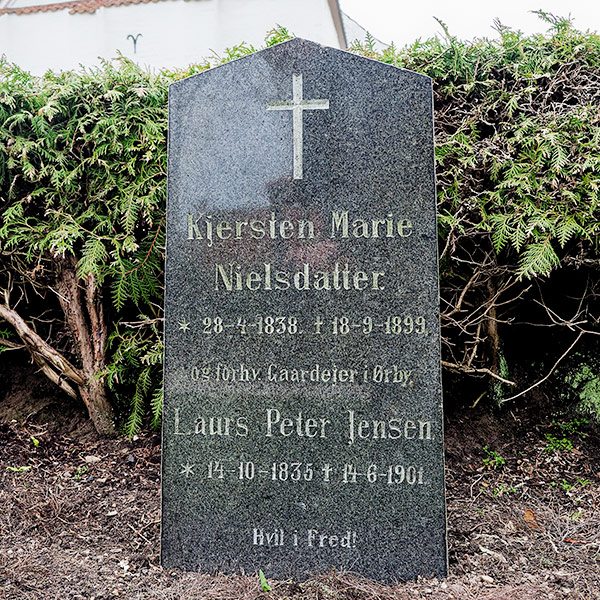 Kjersten Marie
Nielsdatter.
* 28-4-1838. † 18-9-1899.
og forhv. Gaardejer i Ørby,
Laurs Peter Jensen
* 14-10-1835 † 14-6-1901.
Hvil i Fred!